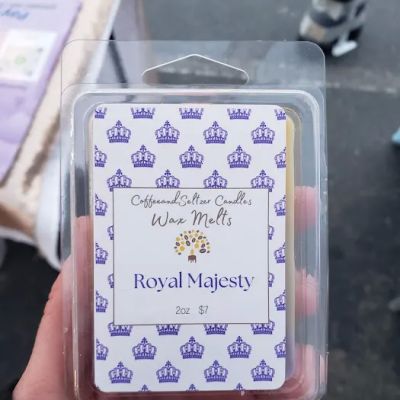 CoffeeandSeltzer Candles
Wax Melts
Royal Majesty
2oz $7